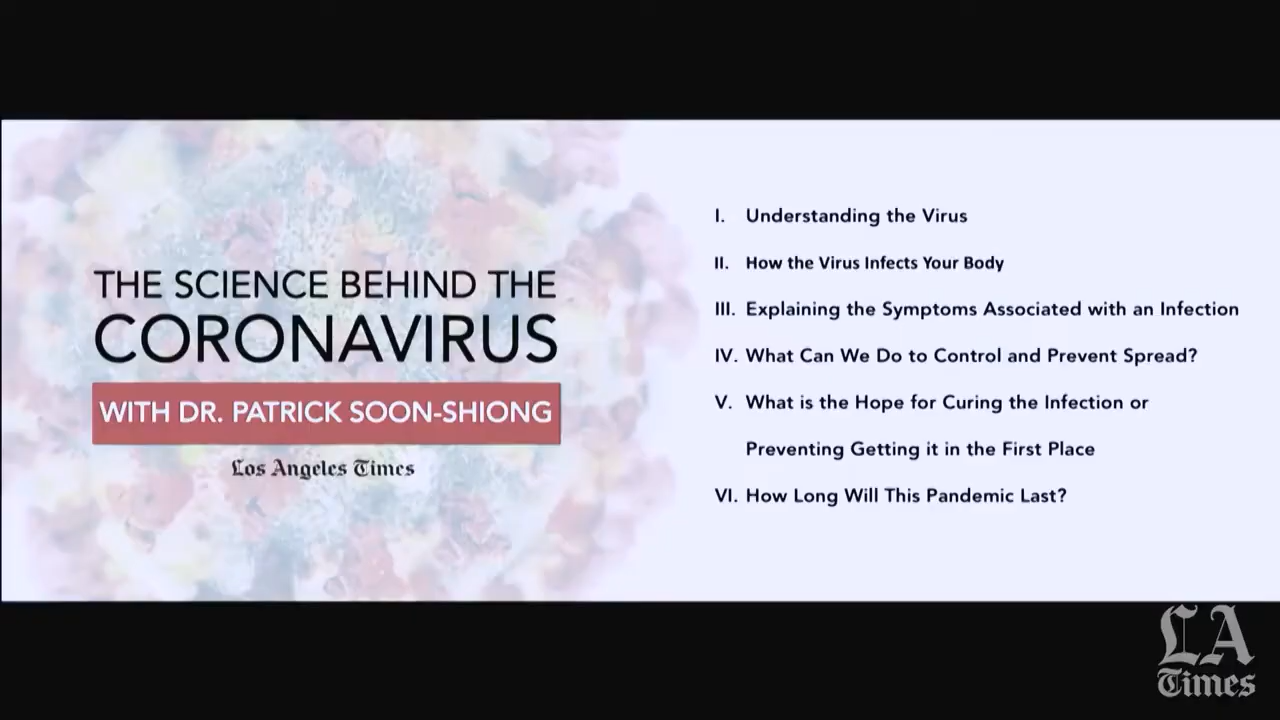 THE SCIENCE BEHIND THE
CORONAVIRUS
WITH DR. PATRICK SOON-SHIONG
Los Angeles Times
I. Understanding the Virus
II. How the Virus Infects Your Body
III. Explaining the Symptoms Associated with an Infection
IV. What Can We Do to Control and Prevent Spread?
V. What is the Hope for Curing the Infection or
Preventing Getting it in the First Place
VI. How Long Will This Pandemic Last?
LA
Times